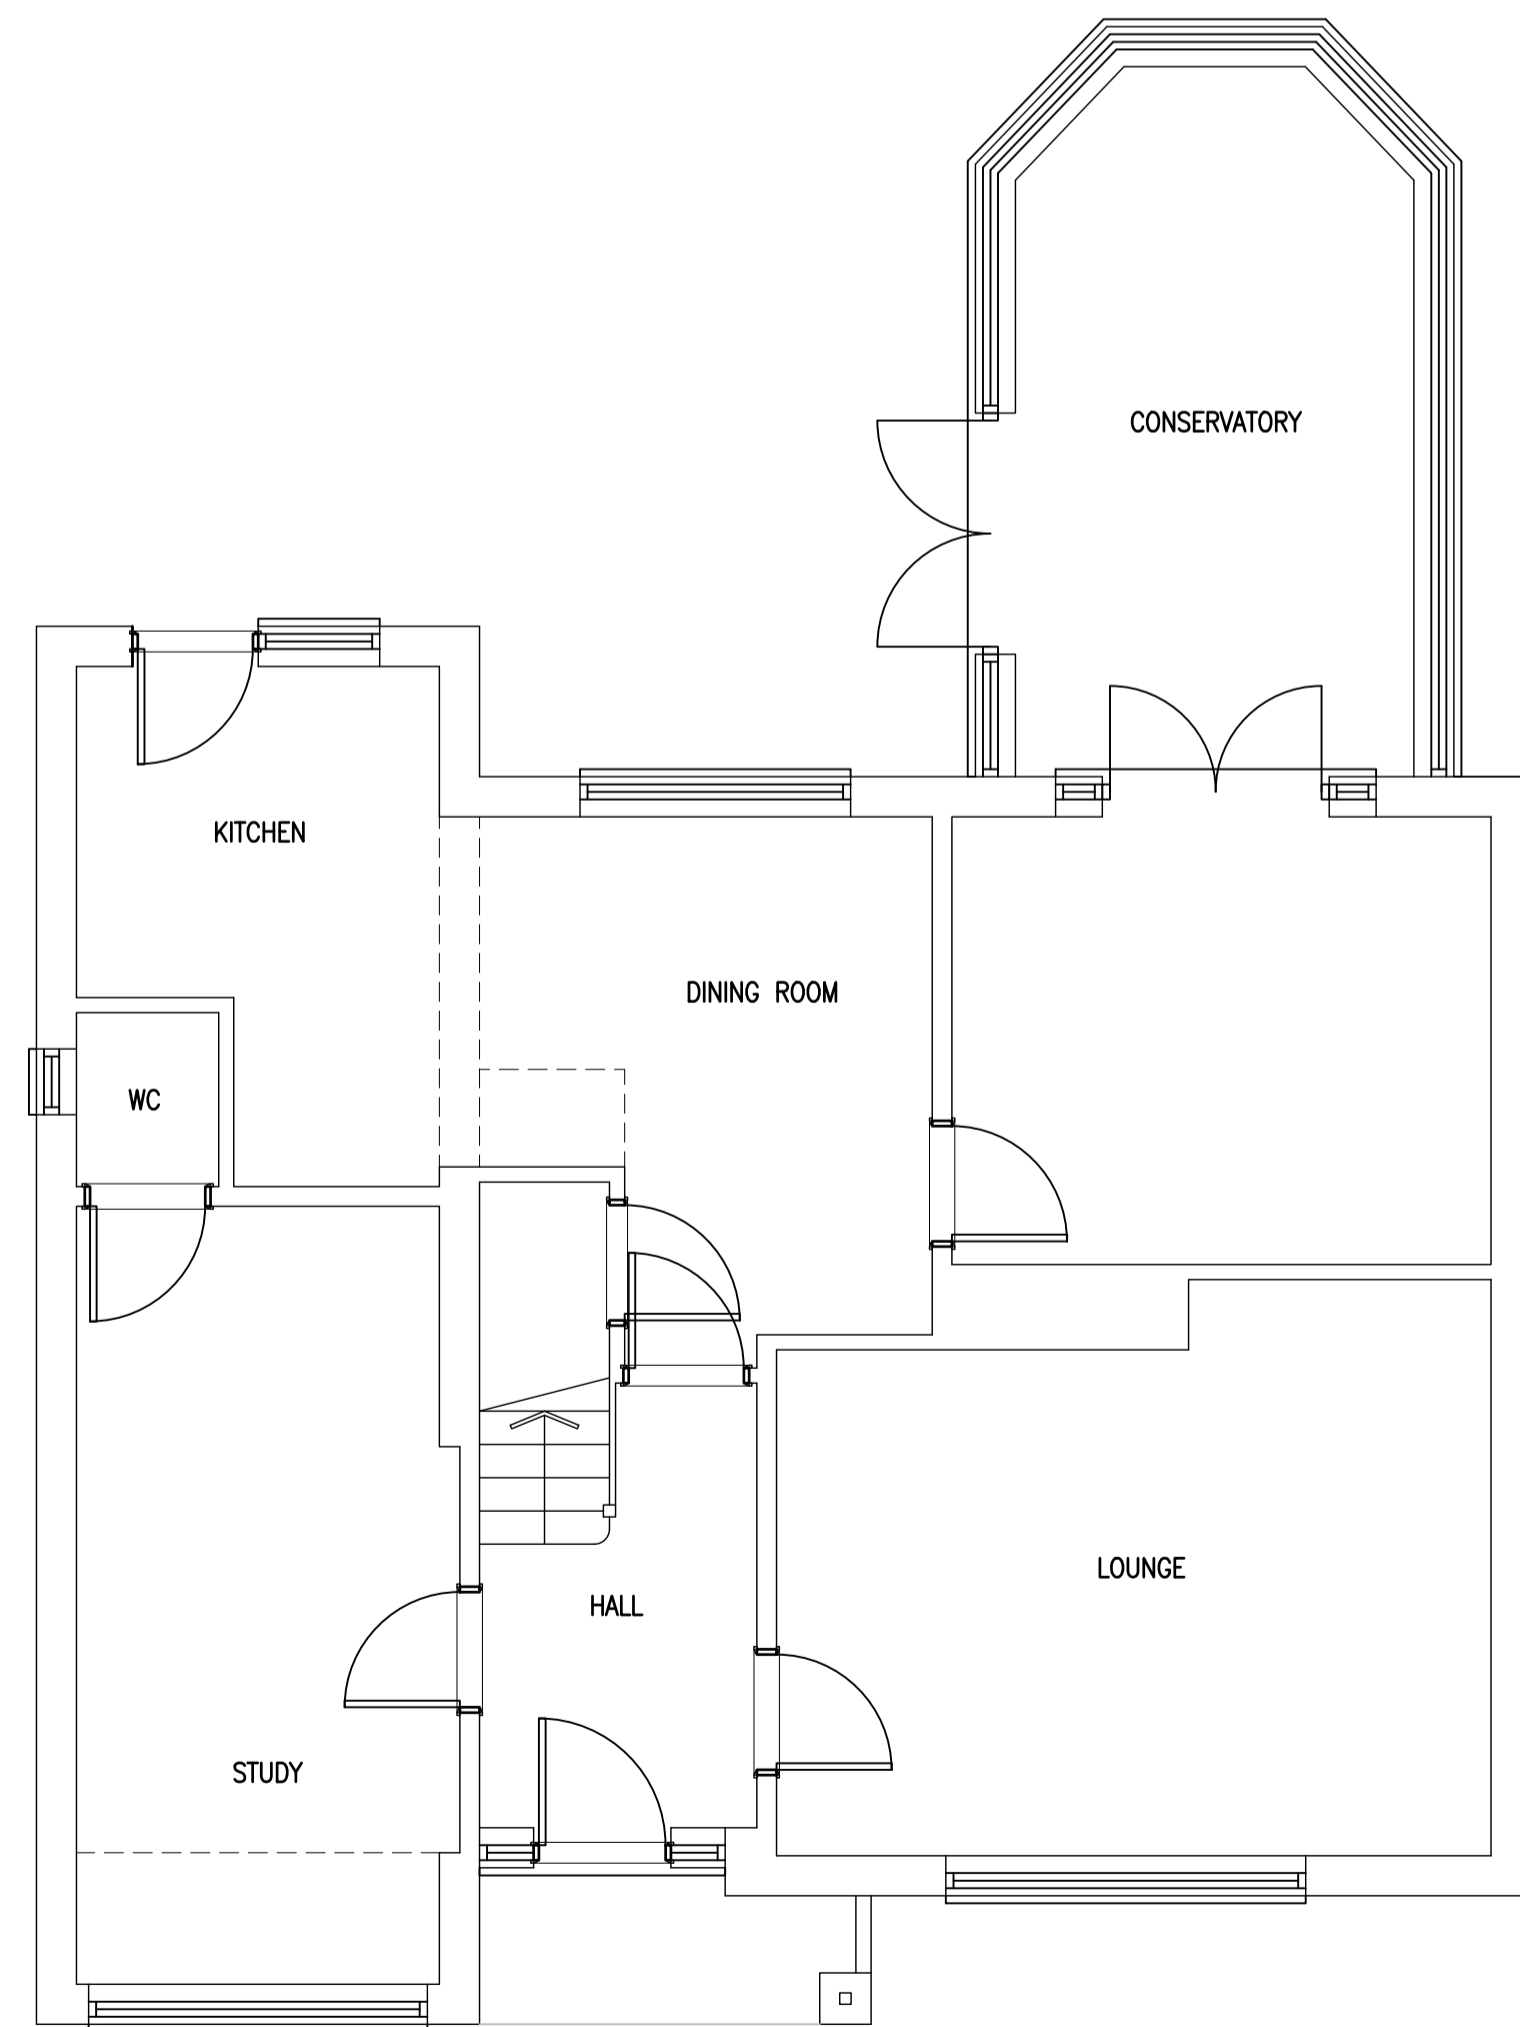 CONSERVATORY
KITCHEN
DINING ROOM
WC
LOUNGE
HALL
STUDY